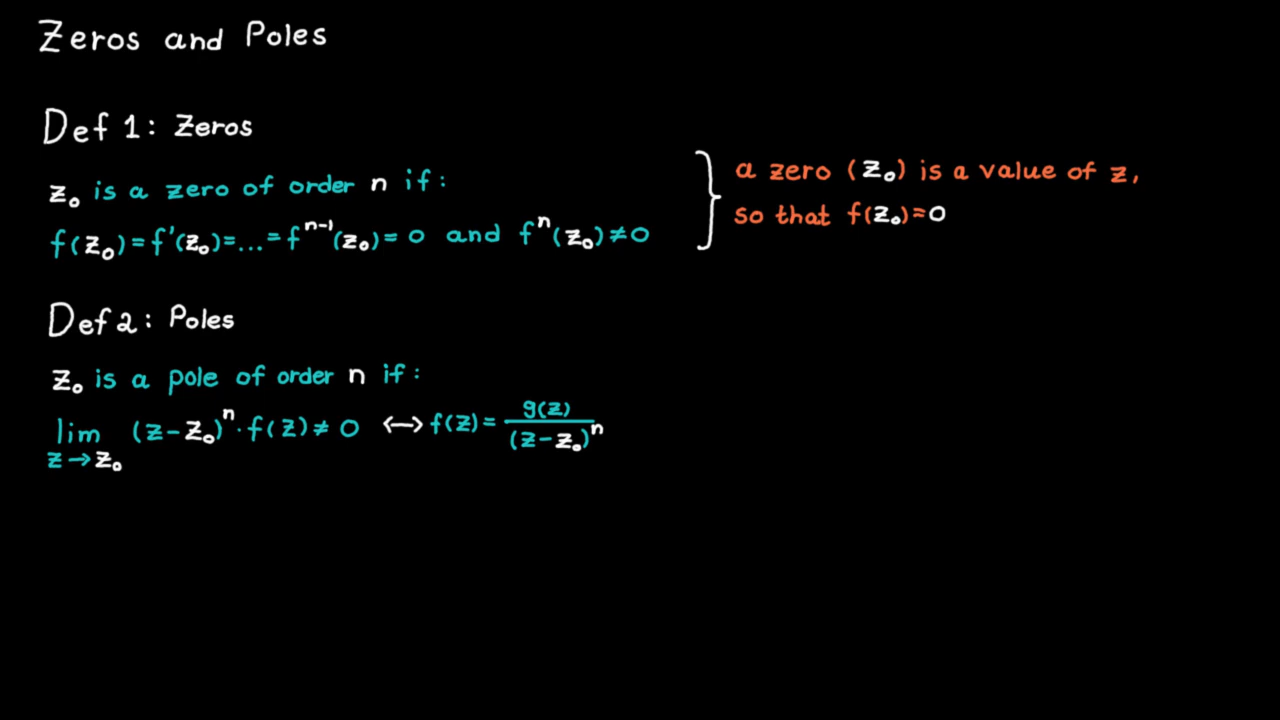 Zeros and Poles
Def 1: Zeros
z₀ is a zero of order n if:
f(z₀)=f'(z₀)=...=fⁿ⁻¹(z₀)=0 and fⁿ(z₀)≠0
a zero (z₀) is a value of z,
so that f(z₀)=0
Def 2: Poles
z₀ is a pole of order n if:
lim z→z₀ (z-z₀)ⁿ·f(z)≠0 ↔ f(z)=g(z)/(z-z₀)ⁿ